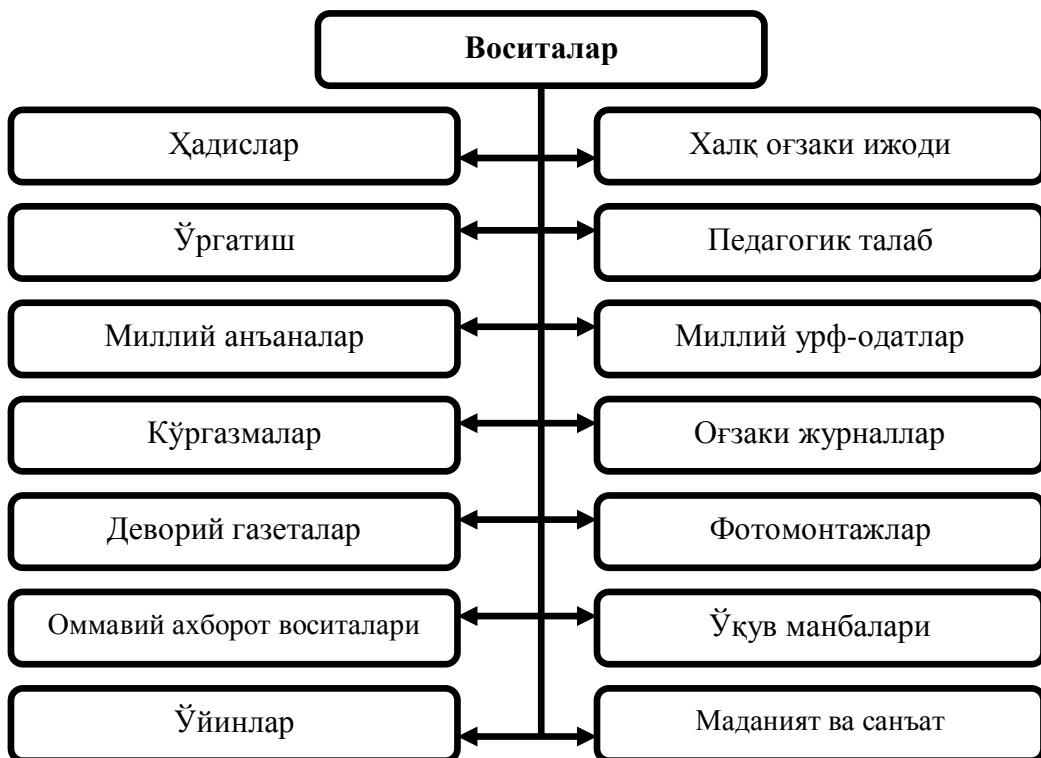 Воситалар
Ҳадислар
Халқ оғзаки ижоди
Ўргатиш
Педагогик талаб
Миллий анъаналар
Миллий урф-одатлар
Кўргазмалар
Оғзаки журналлар
Деворий газеталар
Фотомонтажлар
Оммавий ахборот воситалари
Ўқув манбалари
Ўйинлар
Маданият ва санъат